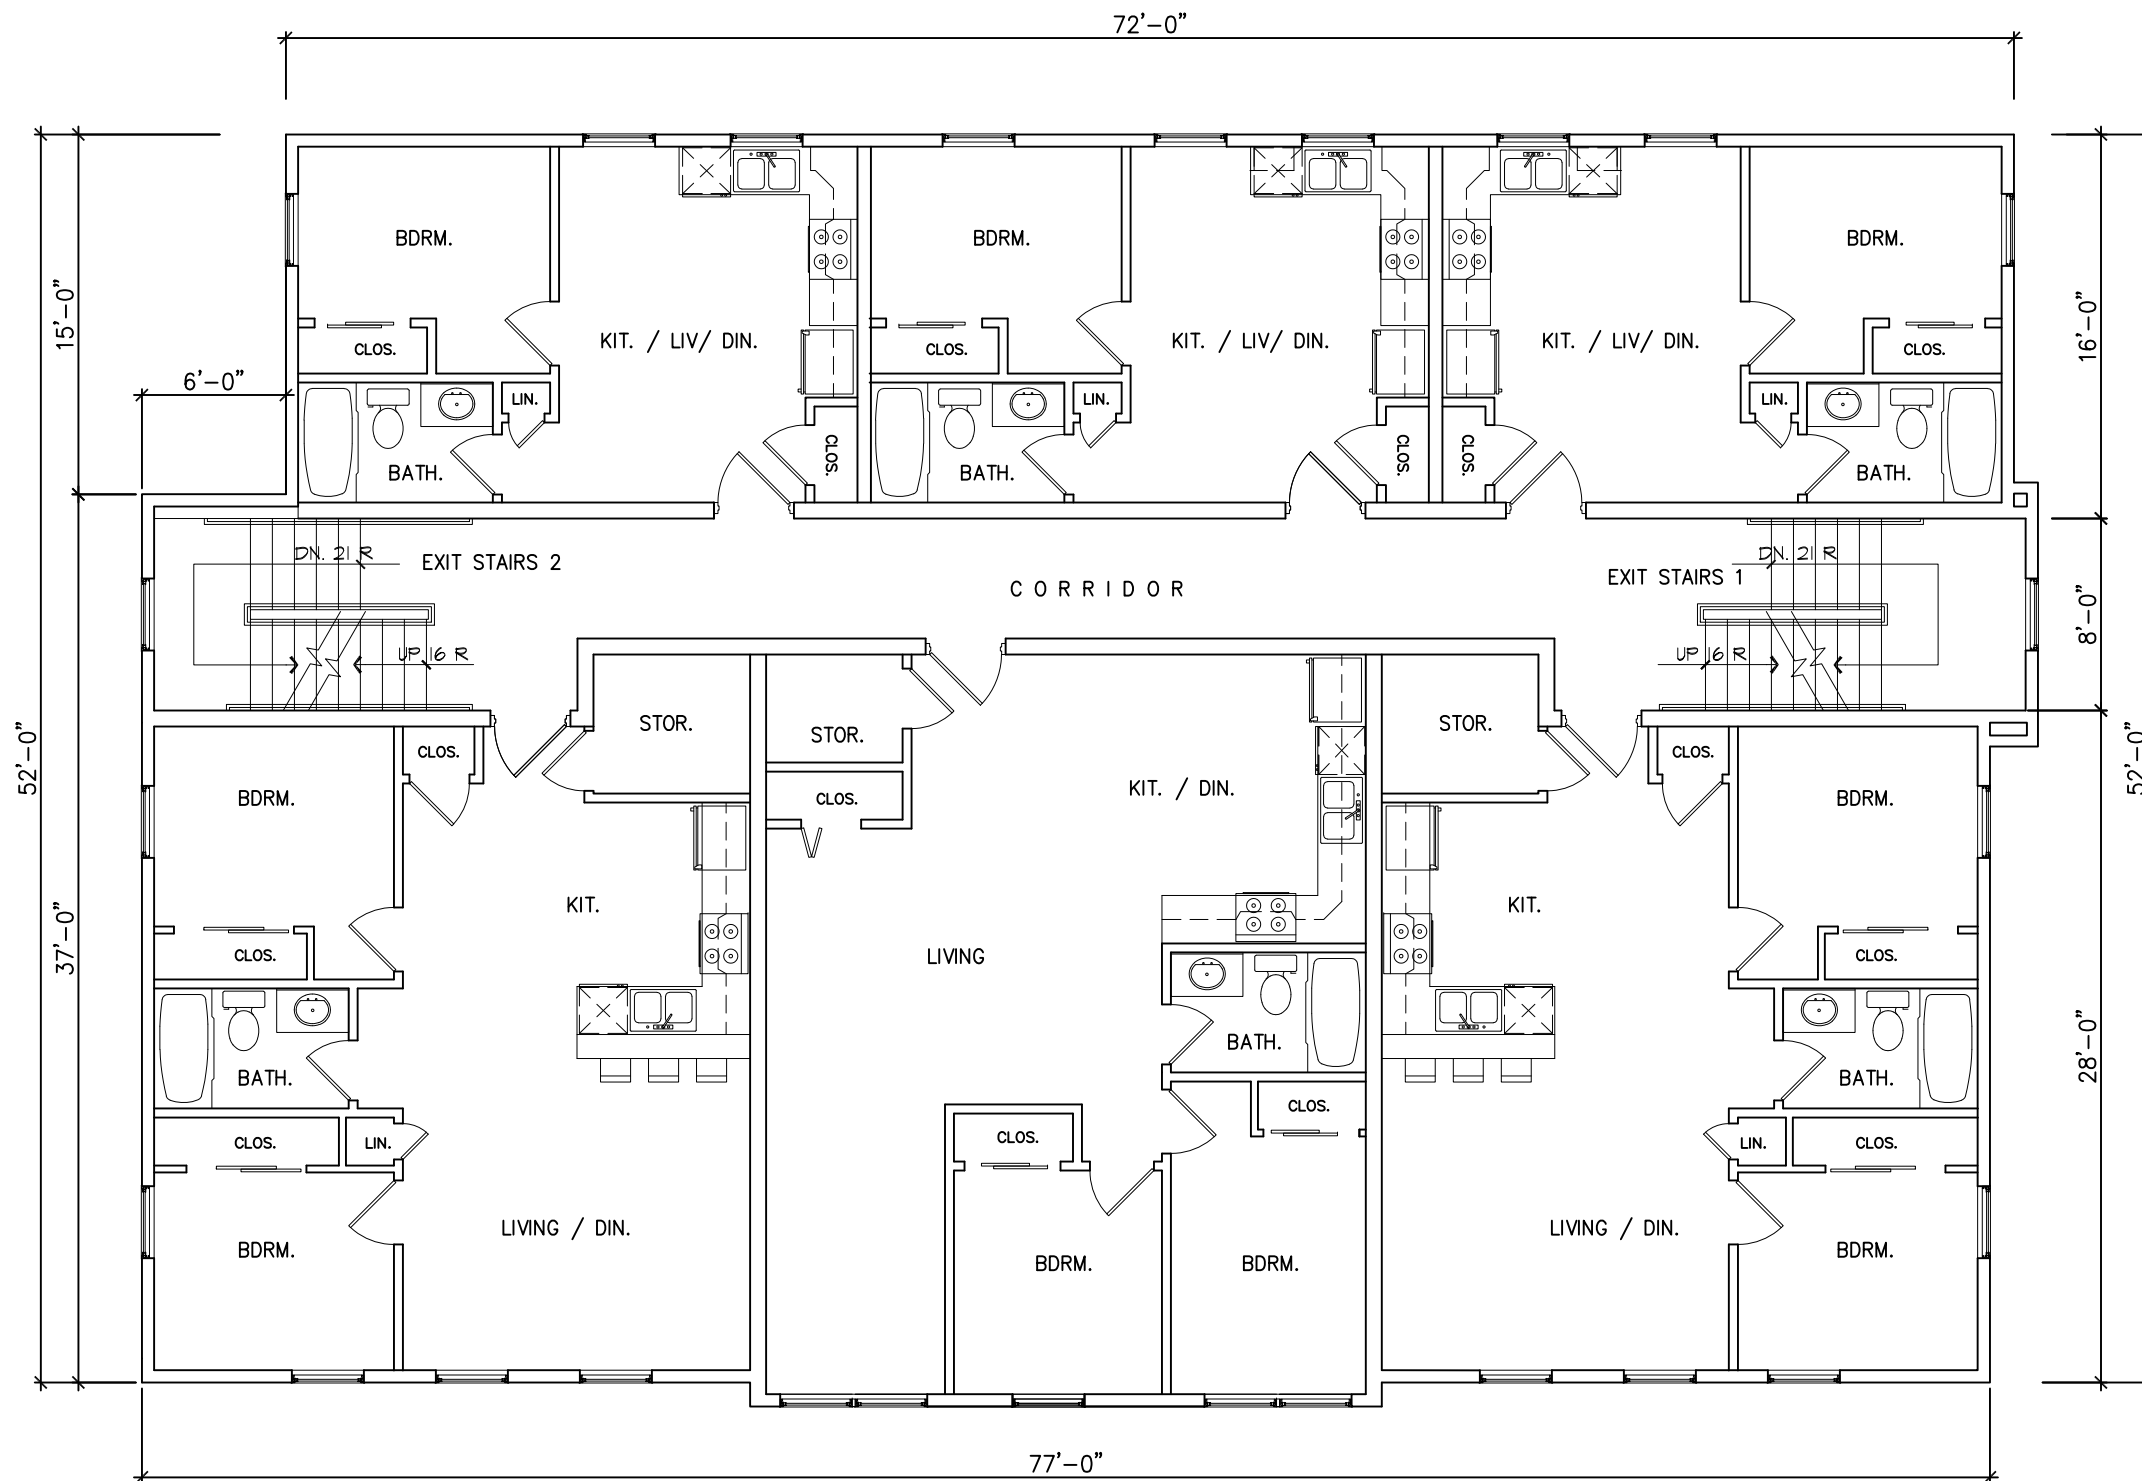 72'-0"
15'-0"
6'-0"
BDRM.
BDRM.
BDRM.
16'-0"
KIT. / LIV/ DIN.
KIT. / LIV/ DIN.
KIT. / LIV/ DIN.
CLOS.
CLOS.
CLOS.
LIN.
LIN.
LIN.
CLOS.
CLOS.
CLOS.
BATH.
BATH.
BATH.
DN. 21 R
EXIT STAIRS 2
CORRIDOR
EXIT STAIRS 1
DN. 21 R
8'-0"
UP 16 R
UP 16 R
52'-0"
52'-0"
STOR.
STOR.
STOR.
CLOS.
CLOS.
BDRM.
CLOS.
KIT. / DIN.
BDRM.
37'-0"
KIT.
KIT.
CLOS.
LIVING
CLOS.
28'-0"
BATH.
BATH.
BATH.
CLOS.
LIN.
CLOS.
CLOS.
LIN.
CLOS.
BDRM.
LIVING / DIN.
BDRM.
BDRM.
LIVING / DIN.
BDRM.
77'-0"